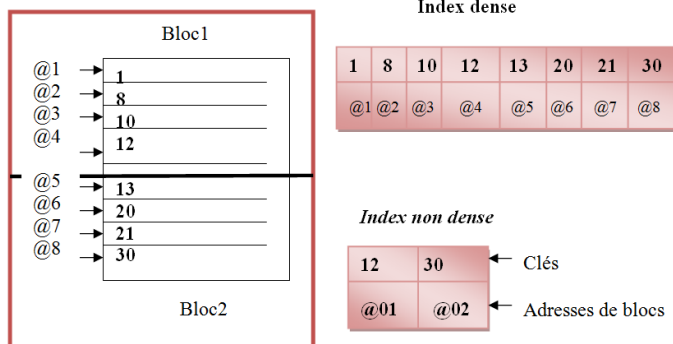 Index dense
Bloc1
@1 1
@2 8
@3 10
@4 12
@5 13
@6 20
@7 21
@8 30
Bloc2
1 8 10 12 13 20 21 30
@1 @2 @3 @4 @5 @6 @7 @8
Index non dense
12 30 Clés
@01 @02 Adresses de blocs